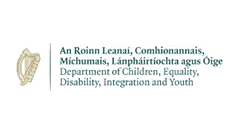 An Roinn Leanaí, Comhionannais,
Míchumais, Lánpháirtíochta agus Óige
Department of Children, Equality,
Disability, Integration and Youth